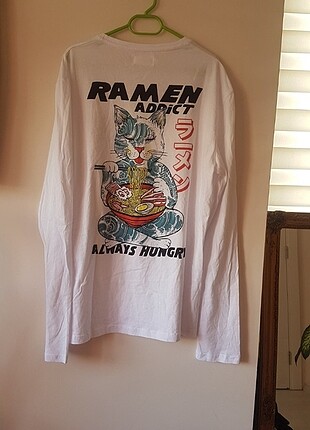 RAMEN
ADDICT
ラーメン
ALWAYS HUNGRY